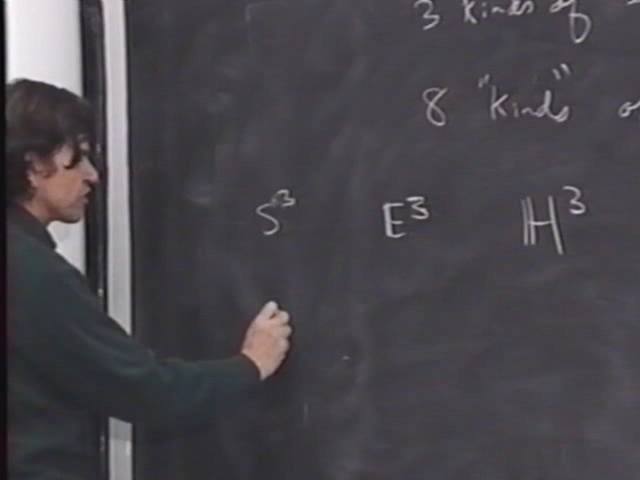 3 kinds of
8 "kinds" o
S³ E³ ℍ³